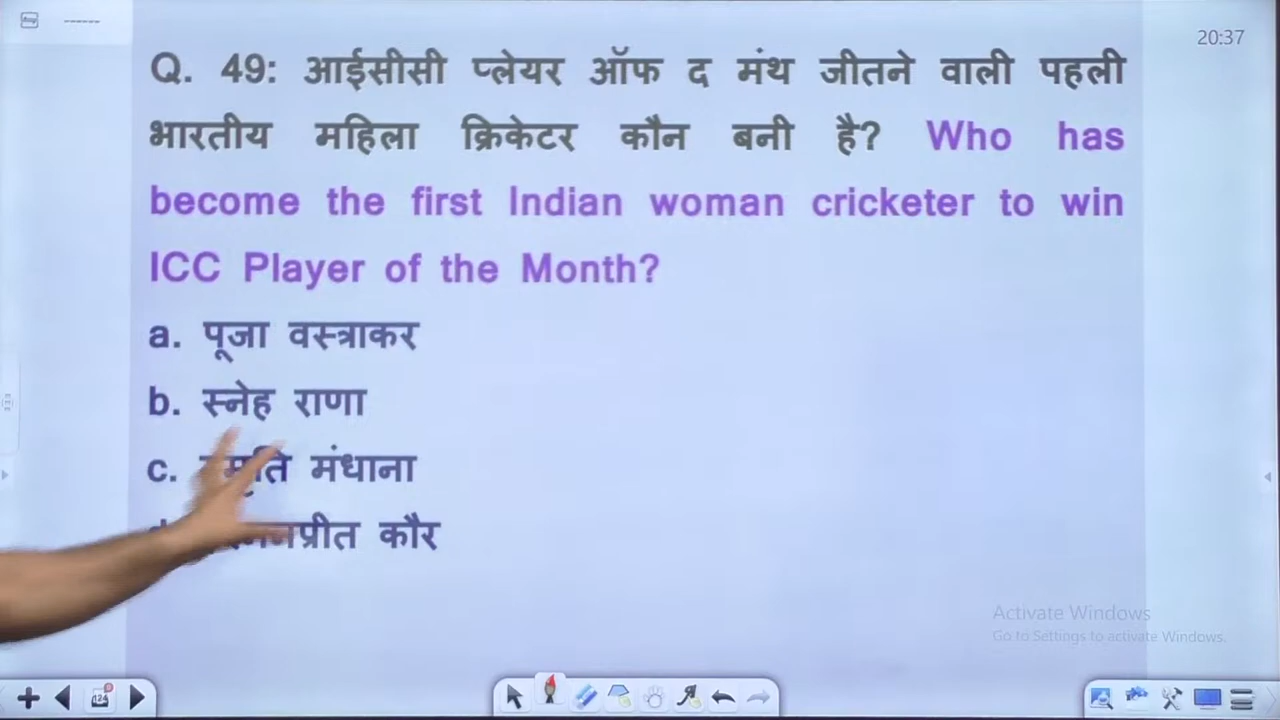 20:37
Q. 49: आईसीसी प्लेयर ऑफ द मंथ जीतने वाली पहली
भारतीय महिला क्रिकेटर कौन बनी है? Who has
become the first Indian woman cricketer to win
ICC Player of the Month?
a. पूजा वस्त्राकर
b. स्नेह राणा
c. मंधाना
कौर
Activate Windows
Go to Settings to activate Windows.
124